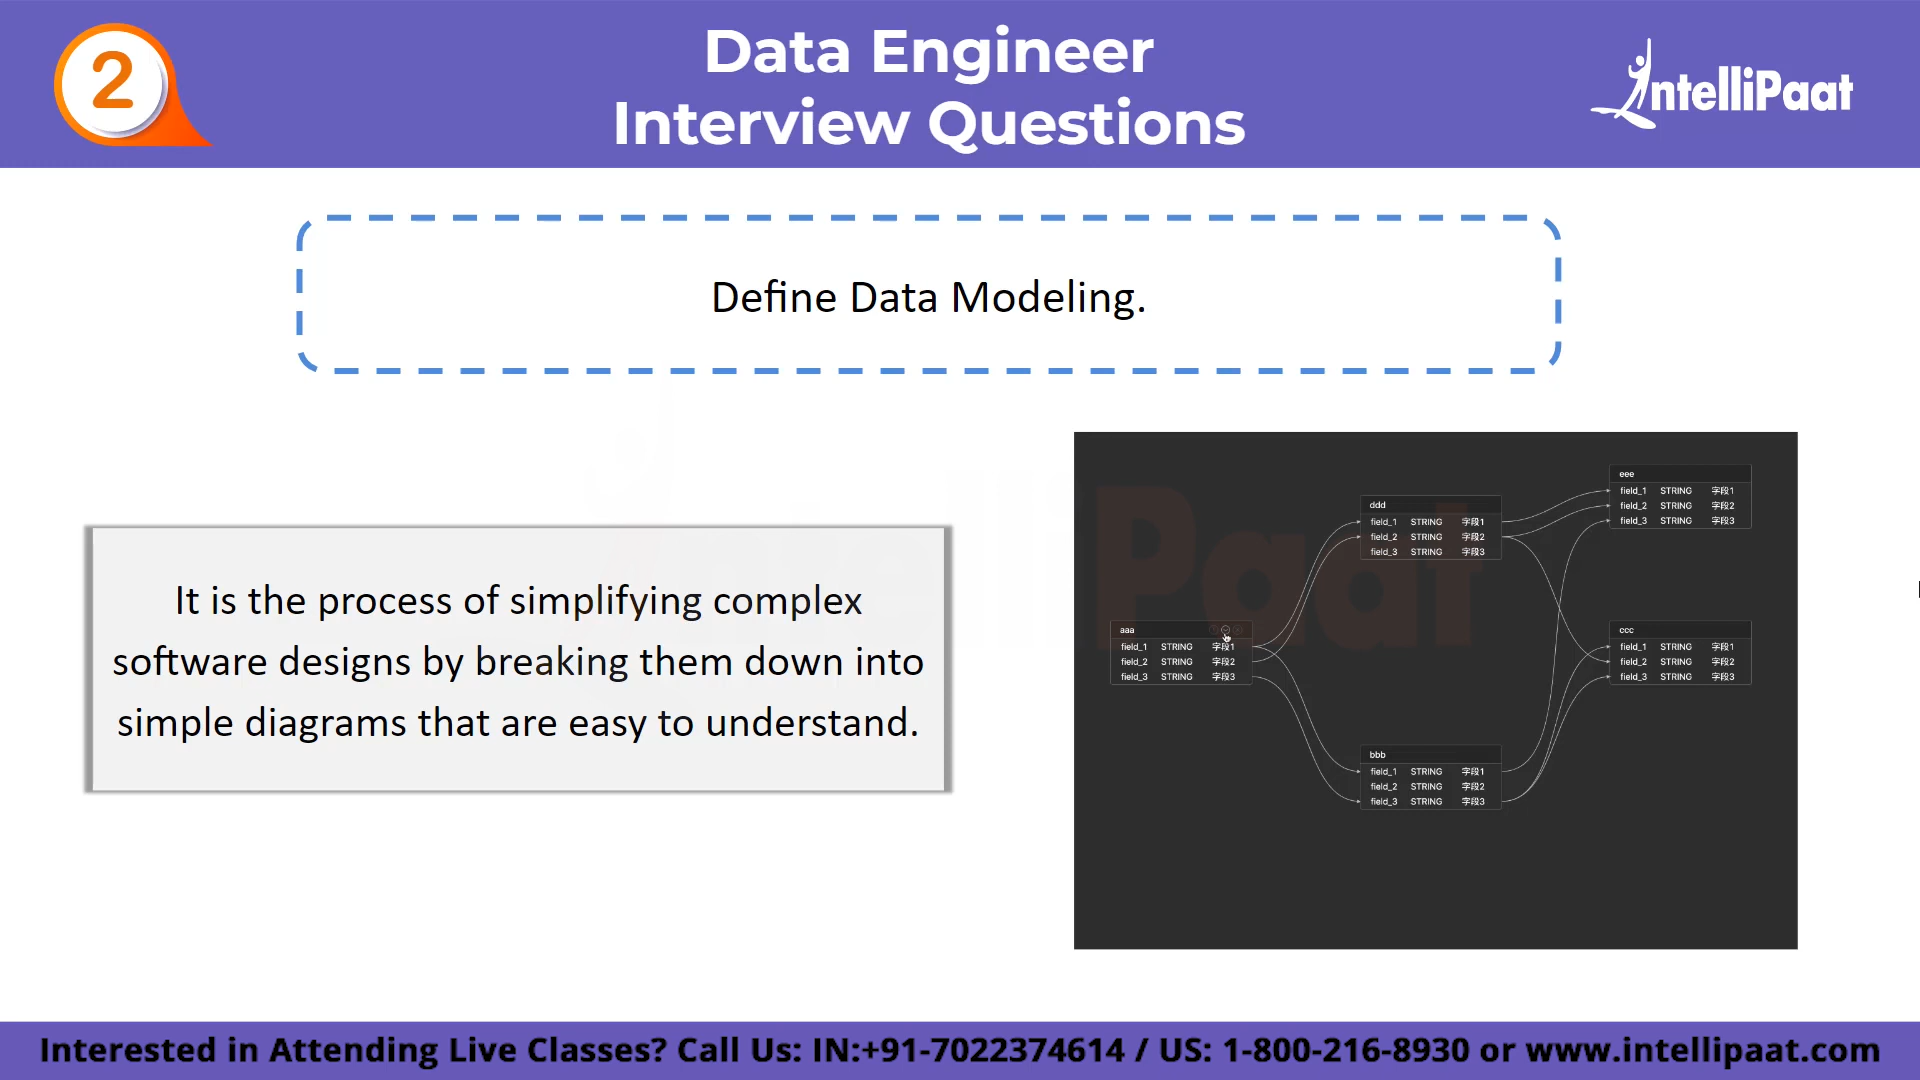 2
Data Engineer
Interview Questions
IntelliPaat
Define Data Modeling.
It is the process of simplifying complex
software designs by breaking them down into
simple diagrams that are easy to understand.
aaa
field_1 STRING 字段1
field_2 STRING 字段2
field_3 STRING 字段3
ddd
field_1 STRING 字段1
field_2 STRING 字段2
field_3 STRING 字段3
bbb
field_1 STRING 字段1
field_2 STRING 字段2
field_3 STRING 字段3
eee
field_1 STRING 字段1
field_2 STRING 字段2
field_3 STRING 字段3
ccc
field_1 STRING 字段1
field_2 STRING 字段2
field_3 STRING 字段3
IntelliPaat
Interested in Attending Live Classes? Call Us: IN:+91-7022374614 / US: 1-800-216-8930 or www.intellipaat.com